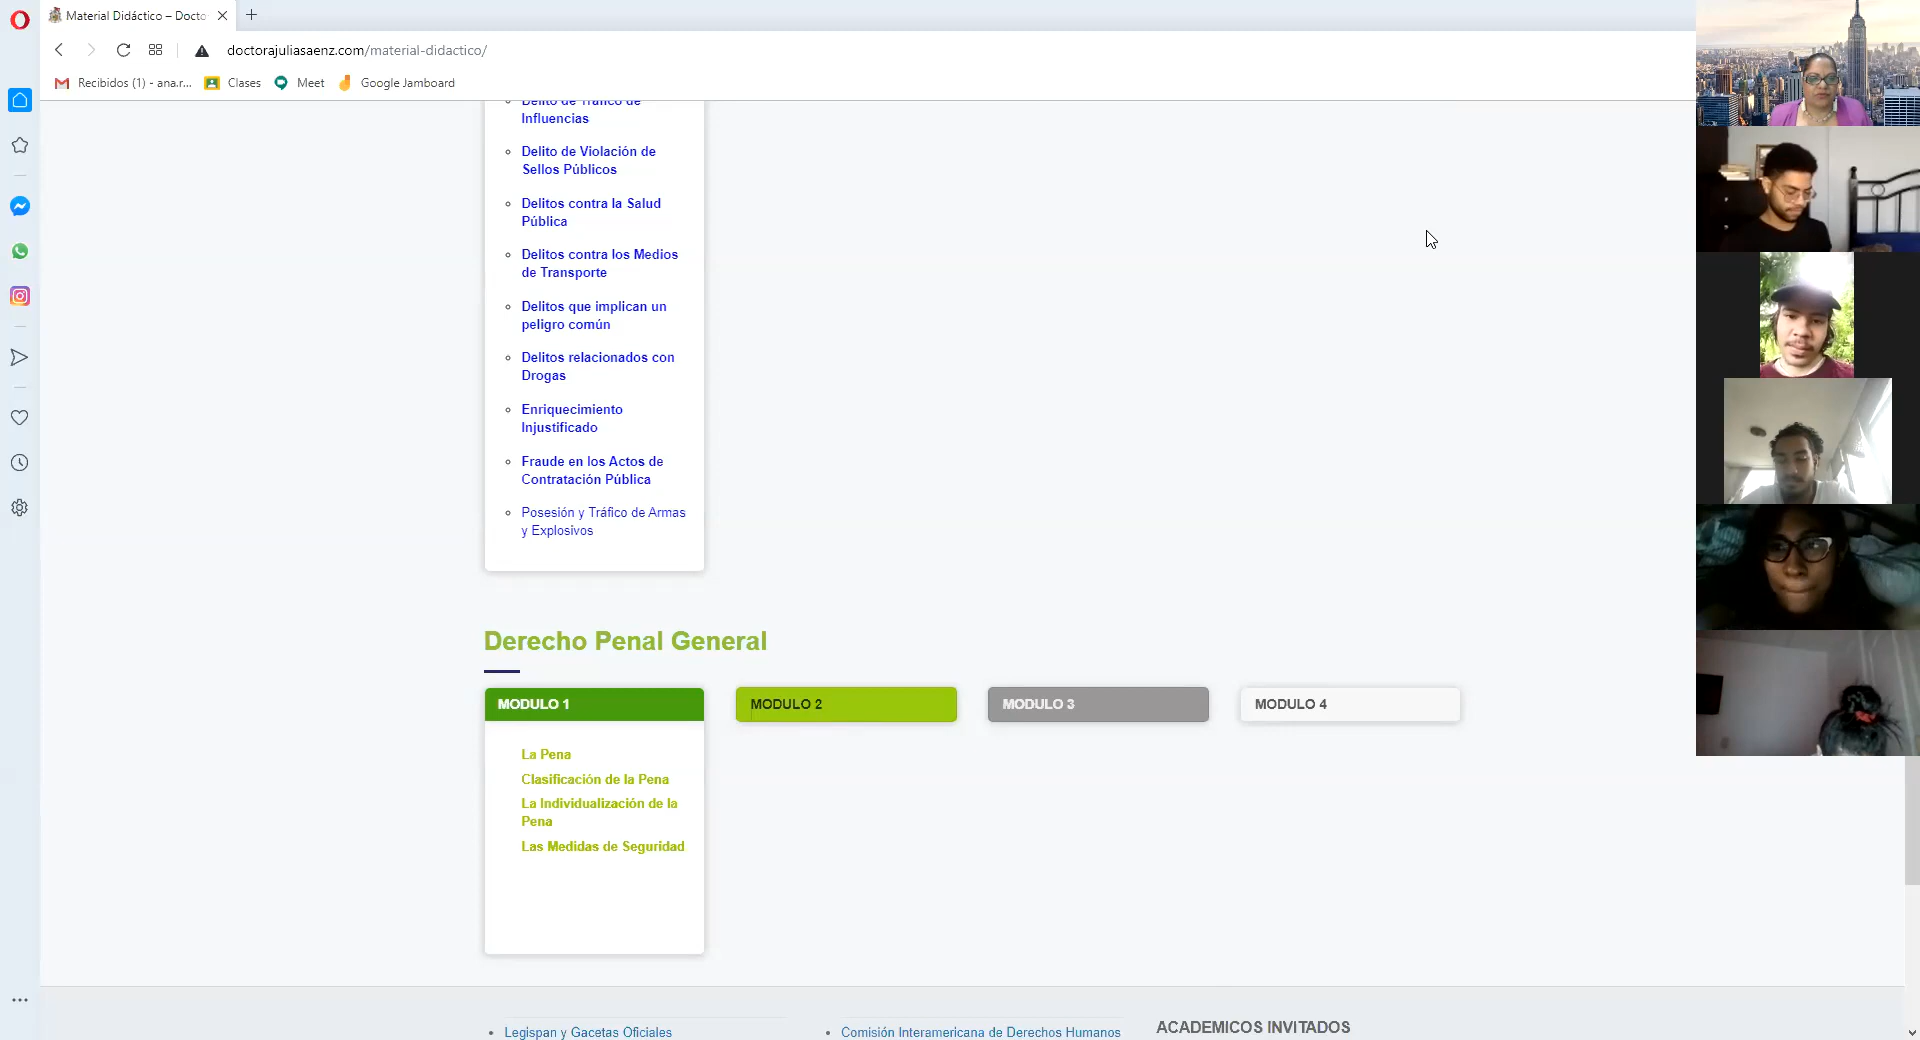 Material Didáctico – Docto
doctorajuliasaenz.com/material-didactico/
Recibidos (1) - ana.r...
Clases
Meet
Google Jamboard
Delito de Tráfico de
Influencias
Delito de Violación de
Sellos Públicos
Delitos contra la Salud
Pública
Delitos contra los Medios
de Transporte
Delitos que implican un
peligro común
Delitos relacionados con
Drogas
Enriquecimiento
Injustificado
Fraude en los Actos de
Contratación Pública
Posesión y Tráfico de Armas
y Explosivos
Derecho Penal General
MODULO 1
MODULO 2
MODULO 3
MODULO 4
La Pena
Clasificación de la Pena
La Individualización de la
Pena
Las Medidas de Seguridad
Legispan y Gacetas Oficiales
Comisión Interamericana de Derechos Humanos
ACADEMICOS INVITADOS